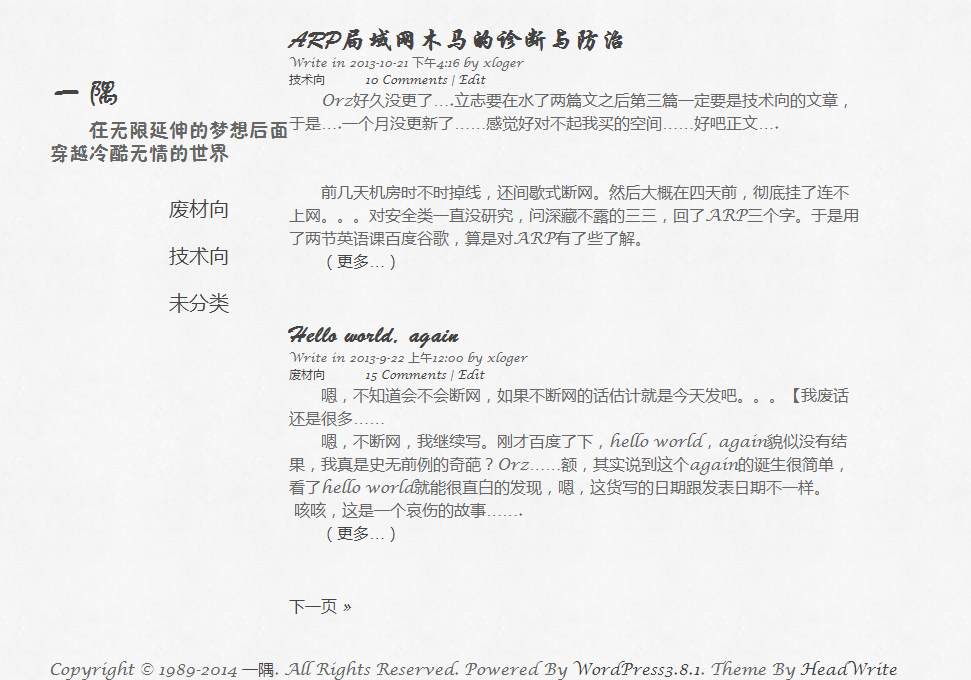 一 隅
在无限延伸的梦想后面
穿越冷酷无情的世界
废材向
技术向
未分类
ARP局域网木马的诊断与防治
Write in 2013-10-21 下午4:16 by xloger
技术向 10 Comments | Edit
Orz好久没更了….立志要在水了两篇文之后第三篇一定要是技术向的文章，
于是….一个月没更新了……感觉好对不起我买的空间……好吧正文….
前几天机房时不时掉线，还间歇式断网。然后大概在四天前，彻底挂了连不
上网。。。对安全类一直没研究，问深藏不露的三三，回了ARP三个字。于是用
了两节英语课百度谷歌，算是对ARP有了些了解。
（更多…）
Hello world, again
Write in 2013-9-22 上午12:00 by xloger
废材向 15 Comments | Edit
嗯，不知道会不会断网，如果不断网的话估计就是今天发吧。。。【我废话
还是很多……
嗯，不断网，我继续写。刚才百度了下，hello world，again貌似没有结
果，我真是史无前例的奇葩？Orz……额，其实说到这个again的诞生很简单，
看了hello world就能很直白的发现，嗯，这货写的日期跟发表日期不一样。
咳咳，这是一个哀伤的故事…….
（更多…）
下一页 »
Copyright © 1989-2014 一隅. All Rights Reserved. Powered By WordPress3.8.1. Theme By HeadWrite